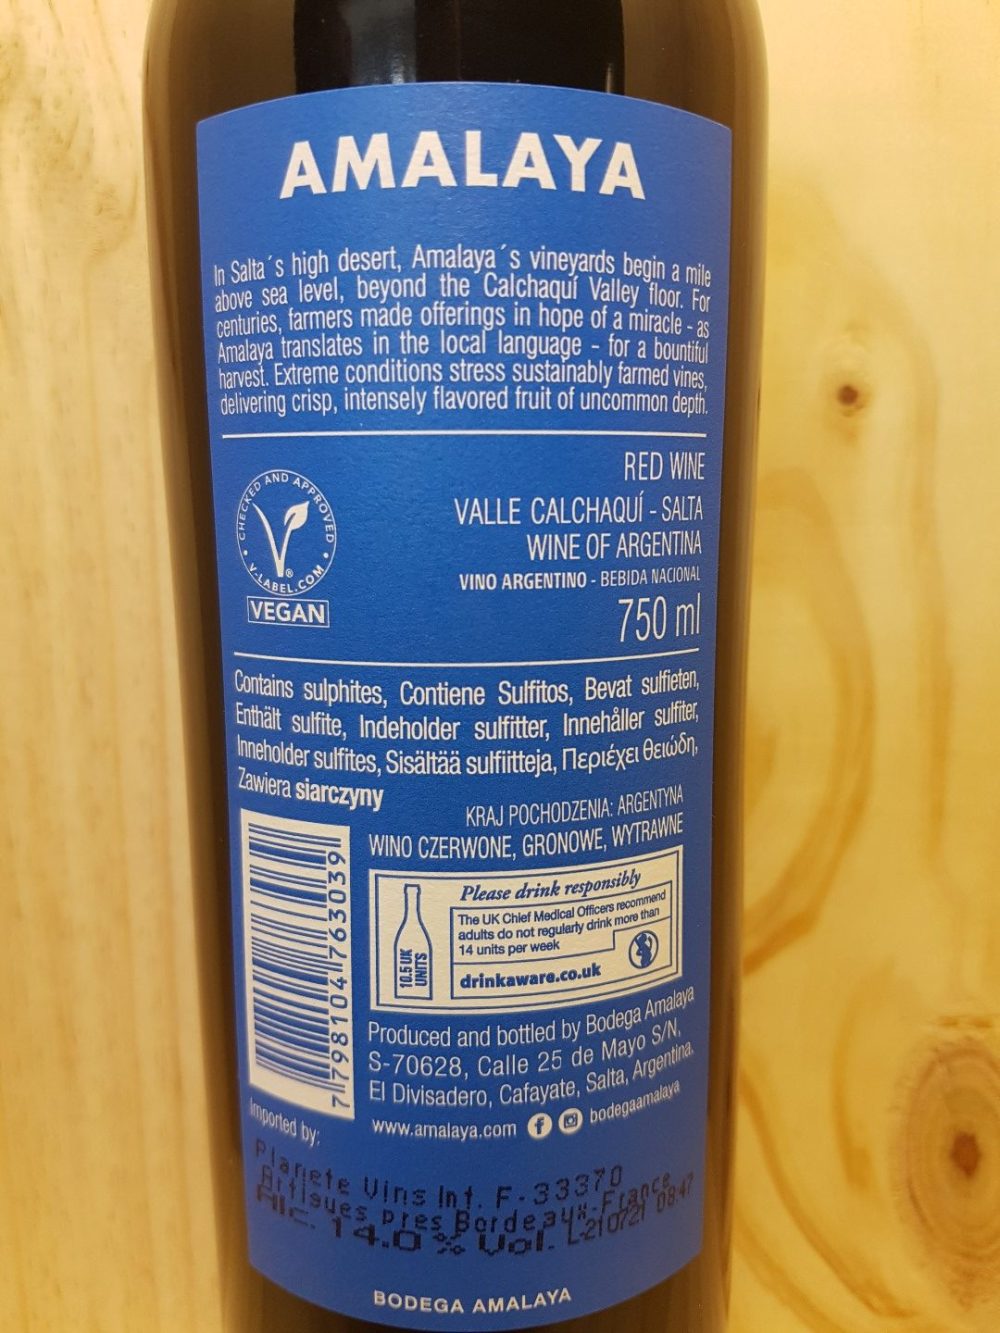 AMALAYA
In Salta´s high desert, Amalaya´s vineyards begin a mile
above sea level, beyond the Calchaquí Valley floor. For
centuries, farmers made offerings in hope of a miracle - as
Amalaya translates in the local language - for a bountiful
harvest. Extreme conditions stress sustainably farmed vines,
delivering crisp, intensely flavored fruit of uncommon depth.
CHECKED AND APPROVED
V-LABEL.COM
VEGAN
RED WINE
VALLE CALCHAQUÍ - SALTA
WINE OF ARGENTINA
VINO ARGENTINO - BEBIDA NACIONAL
750 ml
Contains sulphites, Contiene Sulfitos, Bevat sulfieten,
Enthält sulfite, Indeholder sulfitter, Innehåller sulfiter,
Inneholder sulfites, Sisältää sulfiitteja, Περιέχει θειώδη,
Zawiera siarczyny
KRAJ POCHODZENIA: ARGENTYNA
WINO CZERWONE, GRONOWE, WYTRAWNE
7 798104 763039
10.5 UK
UNITS
Please drink responsibly
The UK Chief Medical Officers recommend
adults do not regularly drink more than
14 units per week
drinkaware.co.uk
Produced and bottled by Bodega Amalaya
S-70628, Calle 25 de Mayo S/N,
El Divisadero, Cafayate, Salta, Argentina.
www.amalaya.com bodegaamalaya
Imported by:
Planete Vins Int. F-33370
Artigues pres Bordeaux-France
Alc. 14.0 % Vol. L-210721 08:47
BODEGA AMALAYA